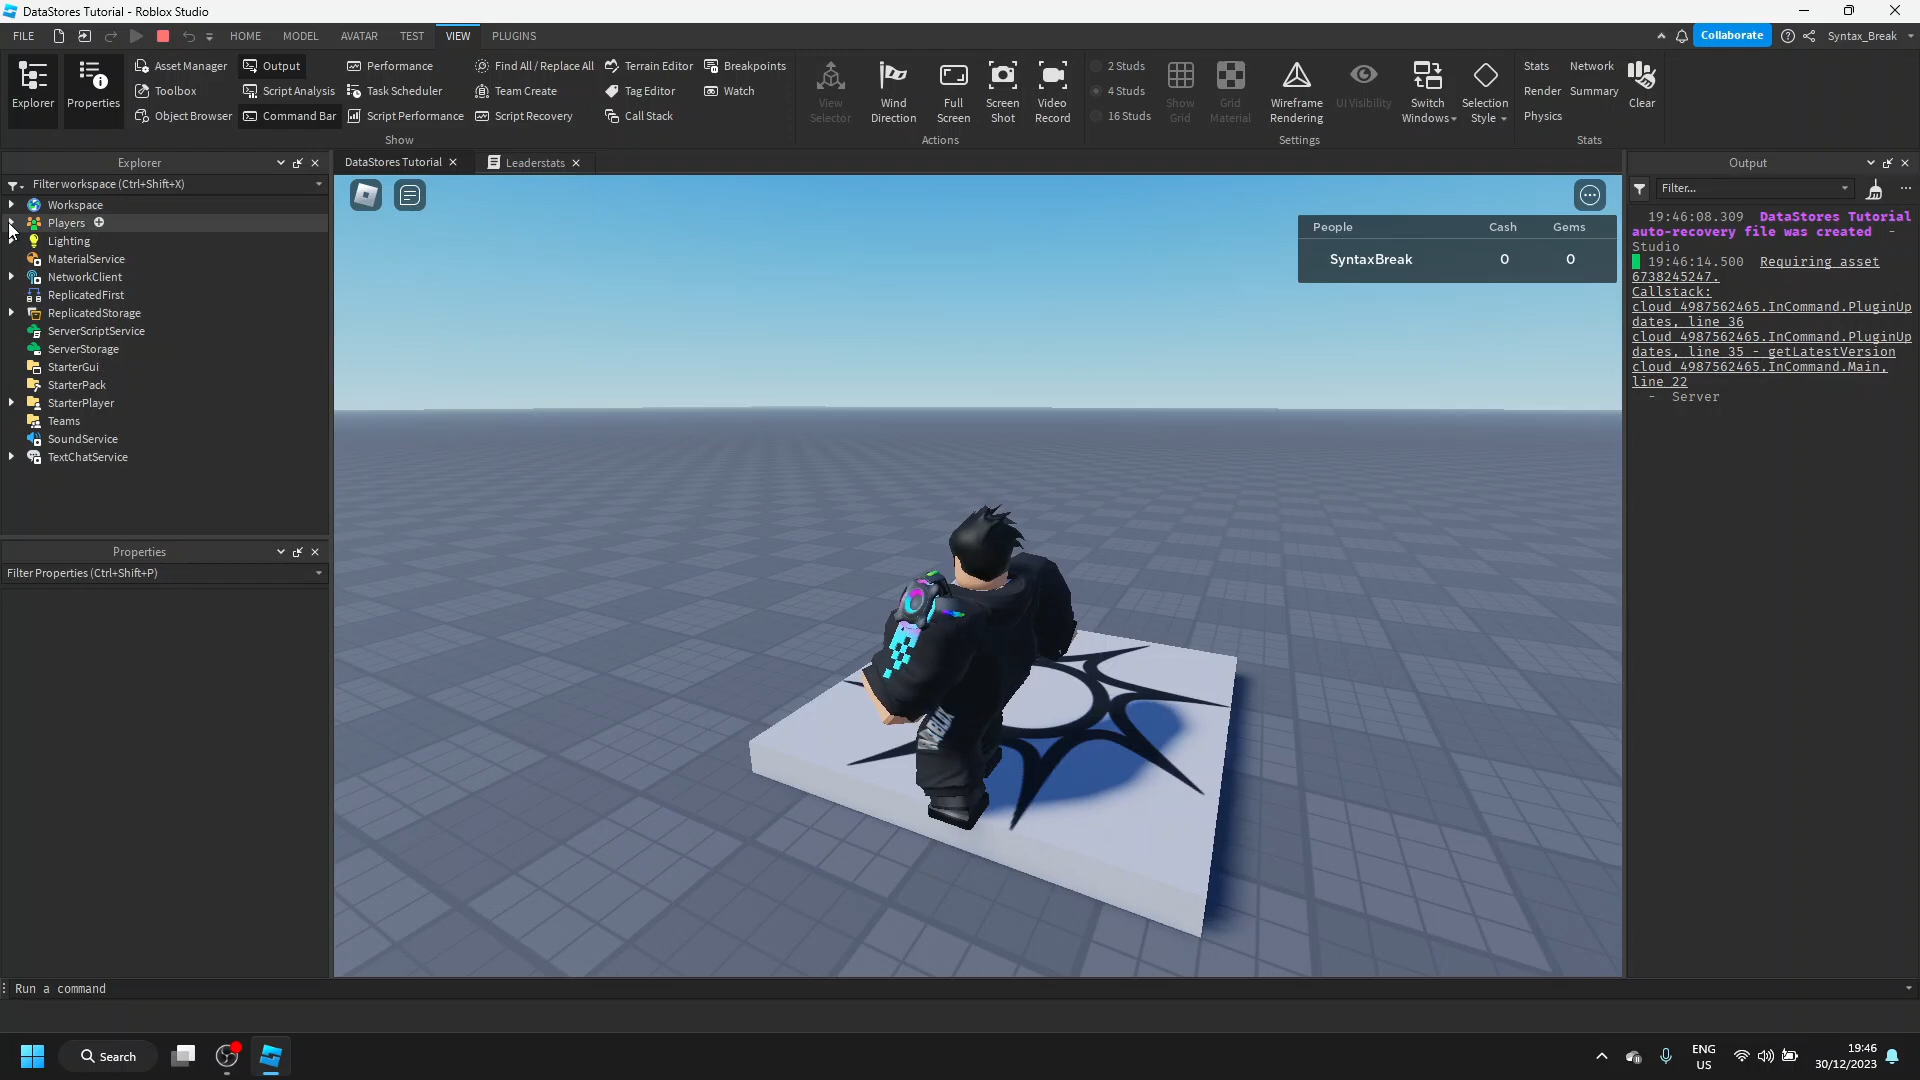 DataStores Tutorial - Roblox Studio
FILE HOME MODEL AVATAR TEST VIEW PLUGINS Collaborate Syntax_Break
Explorer
Properties
Asset Manager
Toolbox
Object Browser
Output
Script Analysis
Command Bar
Performance
Task Scheduler
Script Performance
Find All / Replace All
Team Create
Script Recovery
Terrain Editor
Tag Editor
Call Stack
Breakpoints
Watch
Show
View
Selector
Wind
Direction
Full
Screen
Screen
Shot
Video
Record
Actions
2 Studs
4 Studs
16 Studs
Show
Grid
Grid
Material
Wireframe
Rendering
UI Visibility
Switch
Windows
Selection
Style
Settings
Stats
Network
Render
Summary
Physics
Clear
Stats
Explorer
Filter workspace (Ctrl+Shift+X)
Workspace
Players
Lighting
MaterialService
NetworkClient
ReplicatedFirst
ReplicatedStorage
ServerScriptService
ServerStorage
StarterGui
StarterPack
StarterPlayer
Teams
SoundService
TextChatService
Properties
Filter Properties (Ctrl+Shift+P)
DataStores Tutorial
Leaderstats
People Cash Gems
SyntaxBreak 0 0
ROBLOX
Output
Filter...
19:46:08.309 DataStores Tutorial
auto-recovery file was created -
Studio
19:46:14.500 Requiring asset
6738245247.
Callstack:
cloud_4987562465.InCommand.PluginUp
dates, line 36
cloud_4987562465.InCommand.PluginUp
dates, line 35 - getLatestVersion
cloud_4987562465.InCommand.Main,
line 22
- Server
Run a command
Search
ENG
US
19:46
30/12/2023